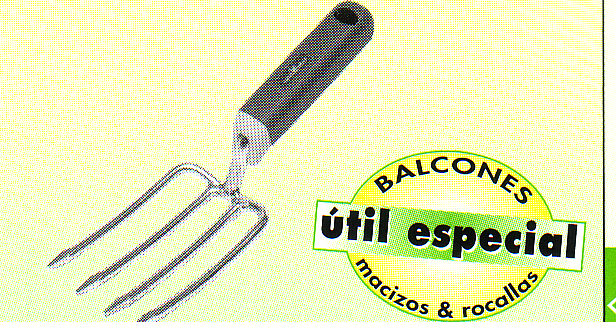 BALCONES
útil especial
macizos & rocallas